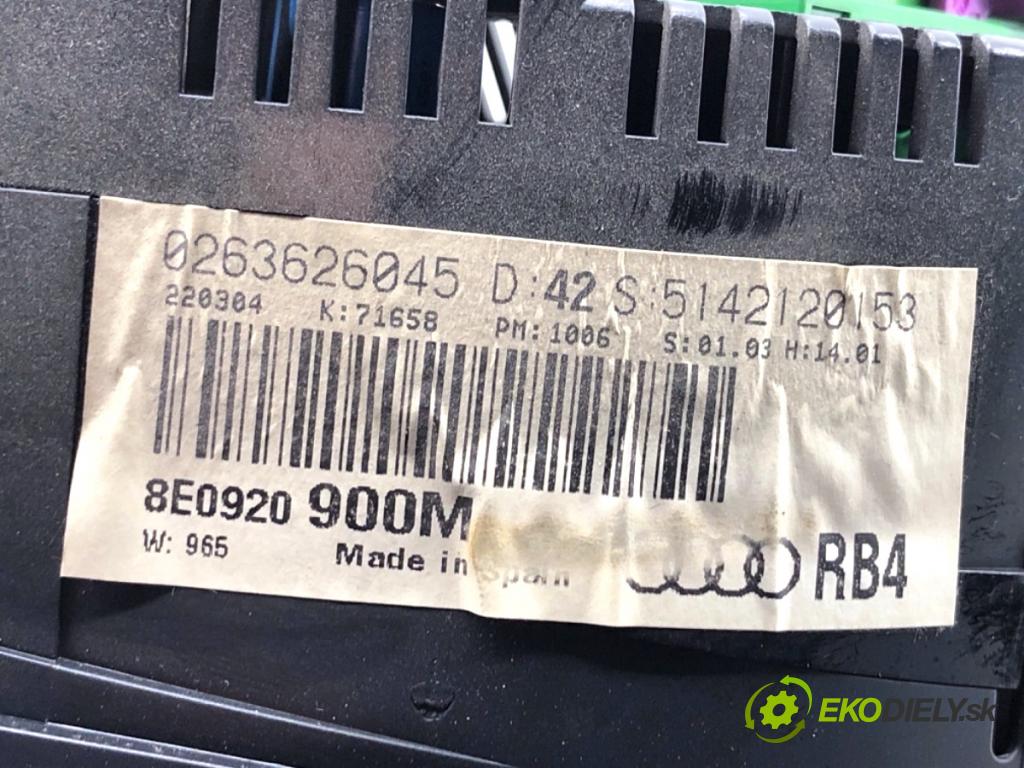 0263626045 D:42 S:5142120153
220304 K:71658 PM:1006 S:01.03 H:14.01
8E0920 900M
W: 965 Made in Spain RB4
EKODIELY.sk